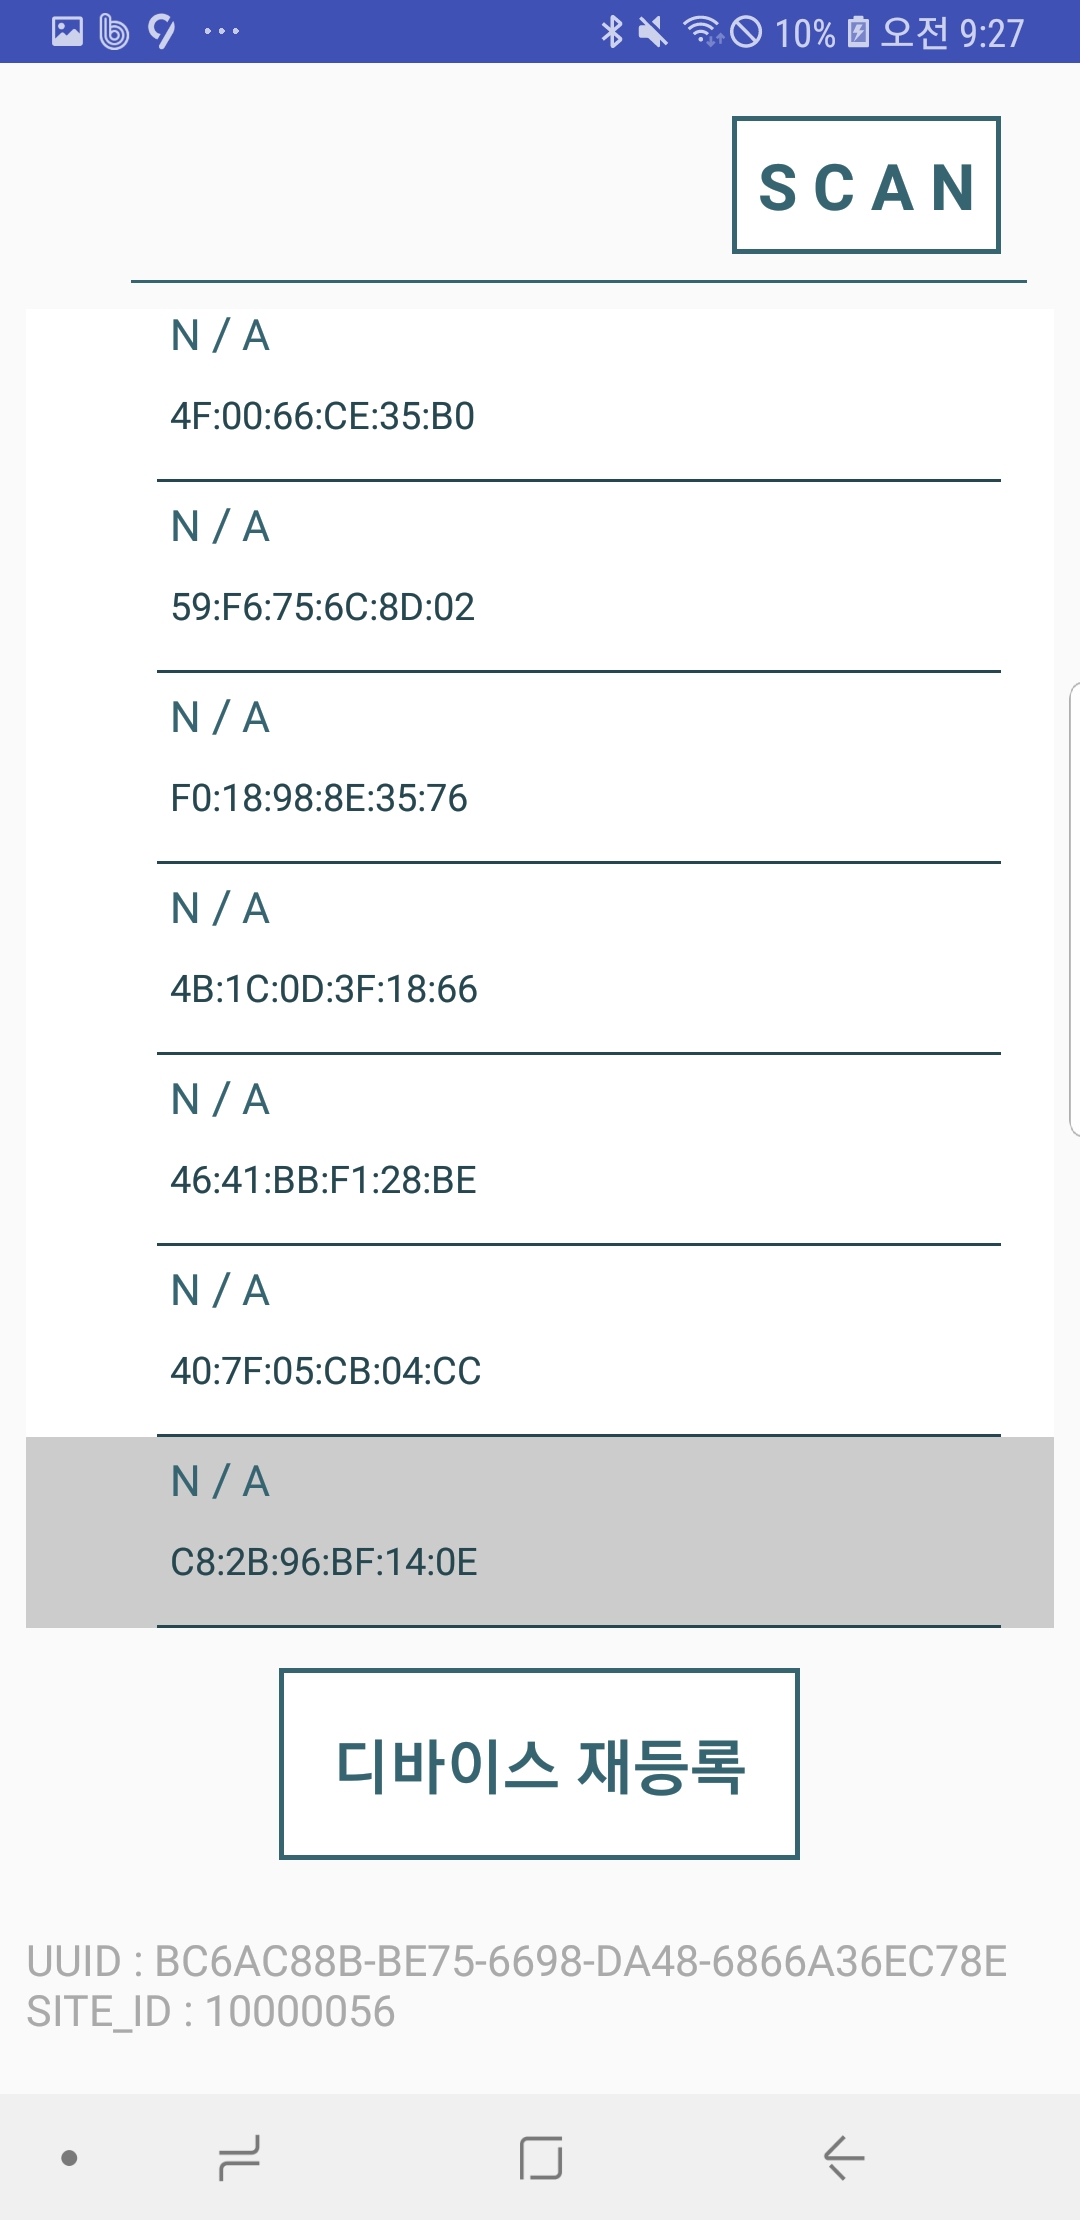 10% 오전 9:27
SCAN
N / A
4F:00:66:CE:35:B0
N / A
59:F6:75:6C:8D:02
N / A
F0:18:98:8E:35:76
N / A
4B:1C:0D:3F:18:66
N / A
46:41:BB:F1:28:BE
N / A
40:7F:05:CB:04:CC
N / A
C8:2B:96:BF:14:0E
디바이스 재등록
UUID : BC6AC88B-BE75-6698-DA48-6866A36EC78E
SITE_ID : 10000056